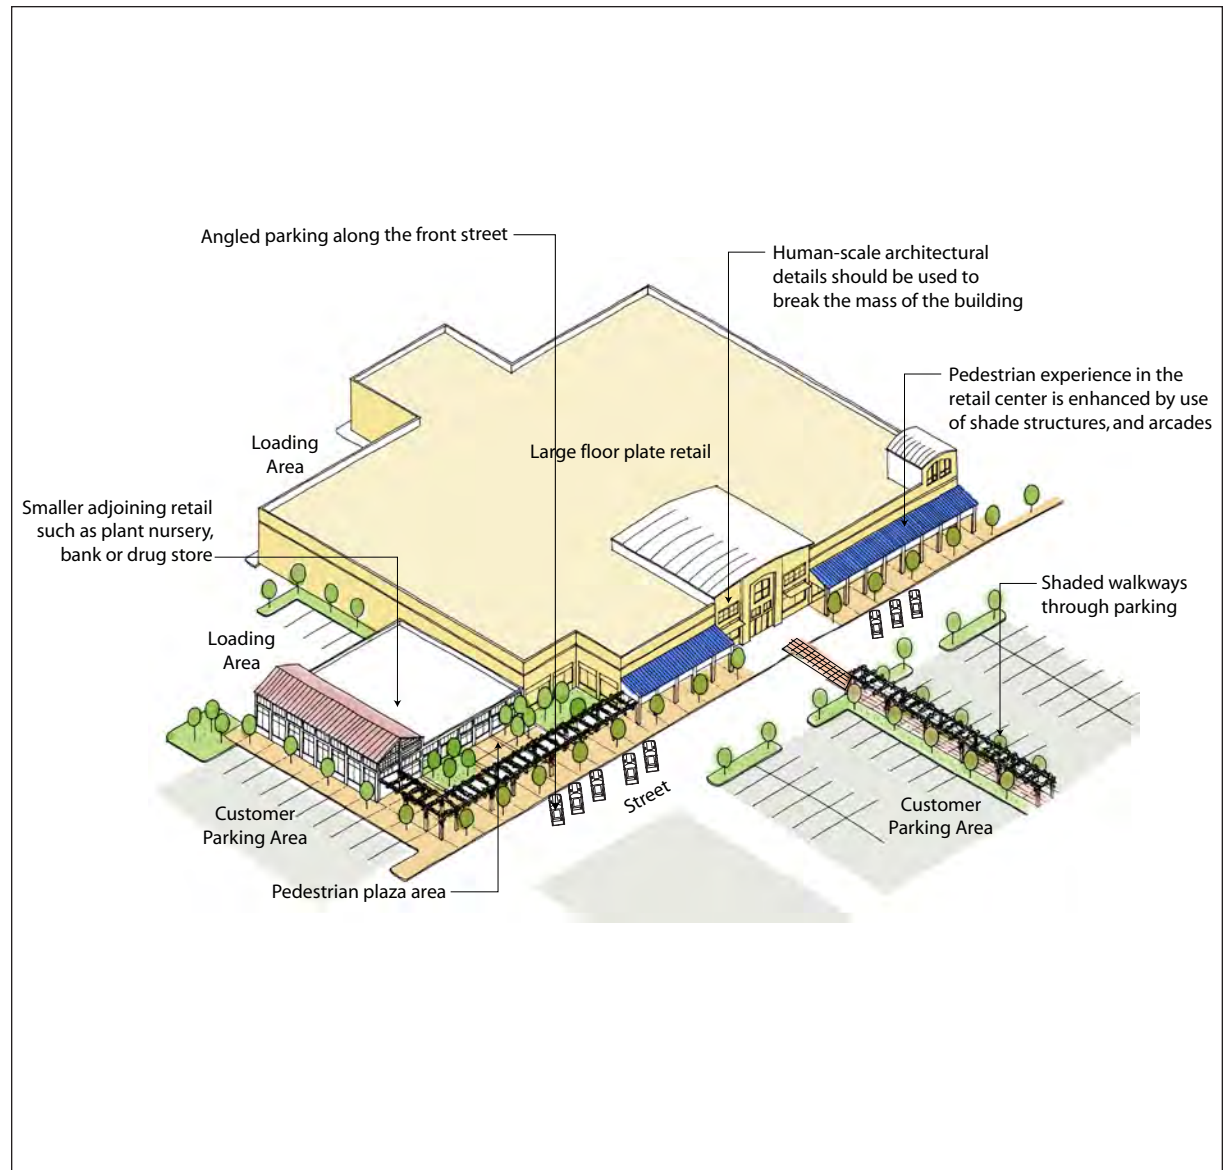 Angled parking along the front street
Human-scale architectural
details should be used to
break the mass of the building
Pedestrian experience in the
retail center is enhanced by use
of shade structures, and arcades
Loading
Area
Large floor plate retail
Smaller adjoining retail
such as plant nursery,
bank or drug store
Shaded walkways
through parking
Loading
Area
Street
Customer
Parking Area
Customer
Parking Area
Pedestrian plaza area